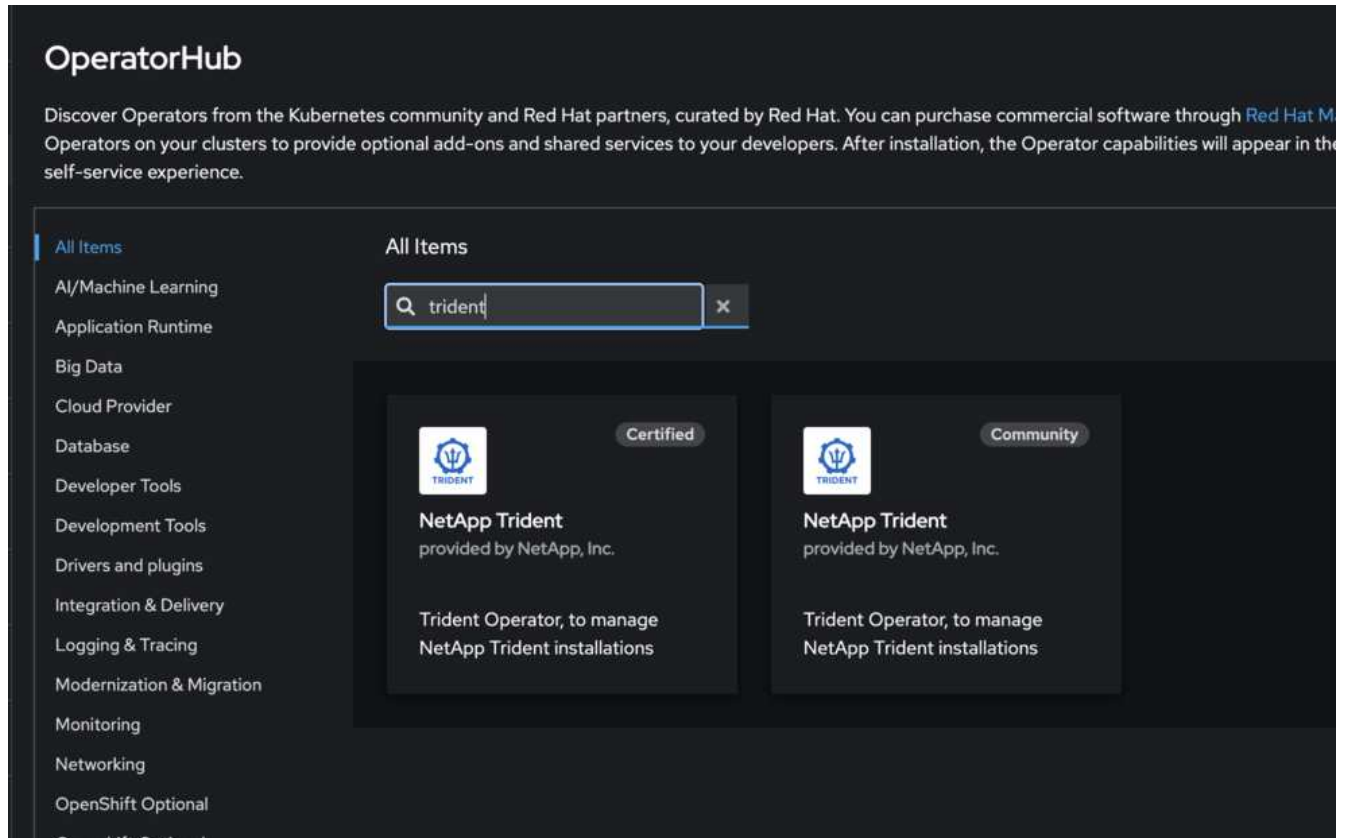 OperatorHub
Discover Operators from the Kubernetes community and Red Hat partners, curated by Red Hat. You can purchase commercial software through Red Hat
Operators on your clusters to provide optional add-ons and shared services to your developers. After installation, the Operator capabilities will appear in the
self-service experience.
All Items
AI/Machine Learning
Application Runtime
Big Data
Cloud Provider
Database
Developer Tools
Development Tools
Drivers and plugins
Integration & Delivery
Logging & Tracing
Modernization & Migration
Monitoring
Networking
OpenShift Optional
All Items
trident
Certified
TRIDENT
NetApp Trident
provided by NetApp, Inc.
Trident Operator, to manage
NetApp Trident installations
Community
TRIDENT
NetApp Trident
provided by NetApp, Inc.
Trident Operator, to manage
NetApp Trident installations